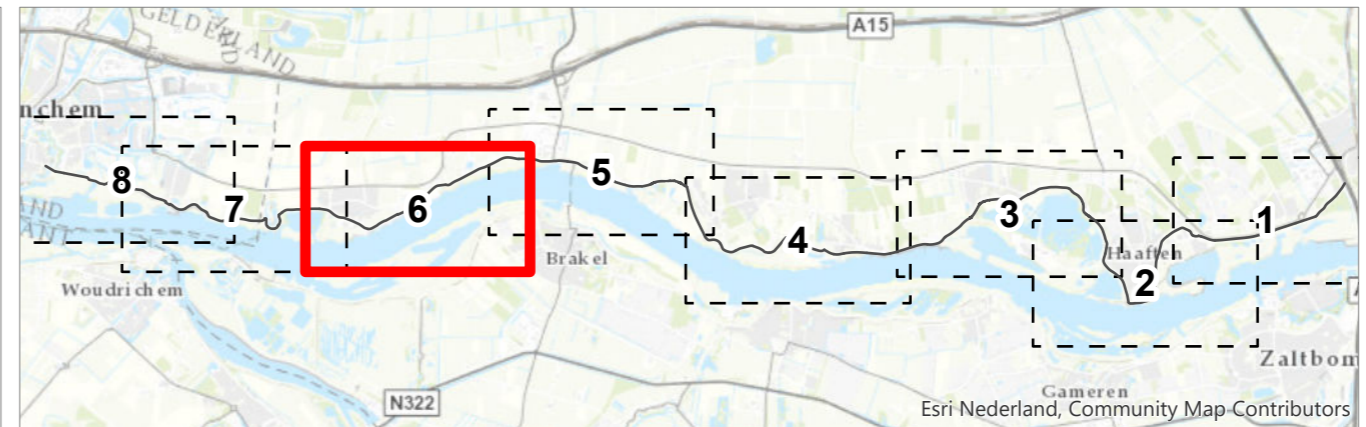 GELDERLAND
A15
nchem
8
7
6
5
4
3
2
1
AND
Brakel
Haaften
Woudrichem
Zaltbom
Gameren
N322
Esri Nederland, Community Map Contributors